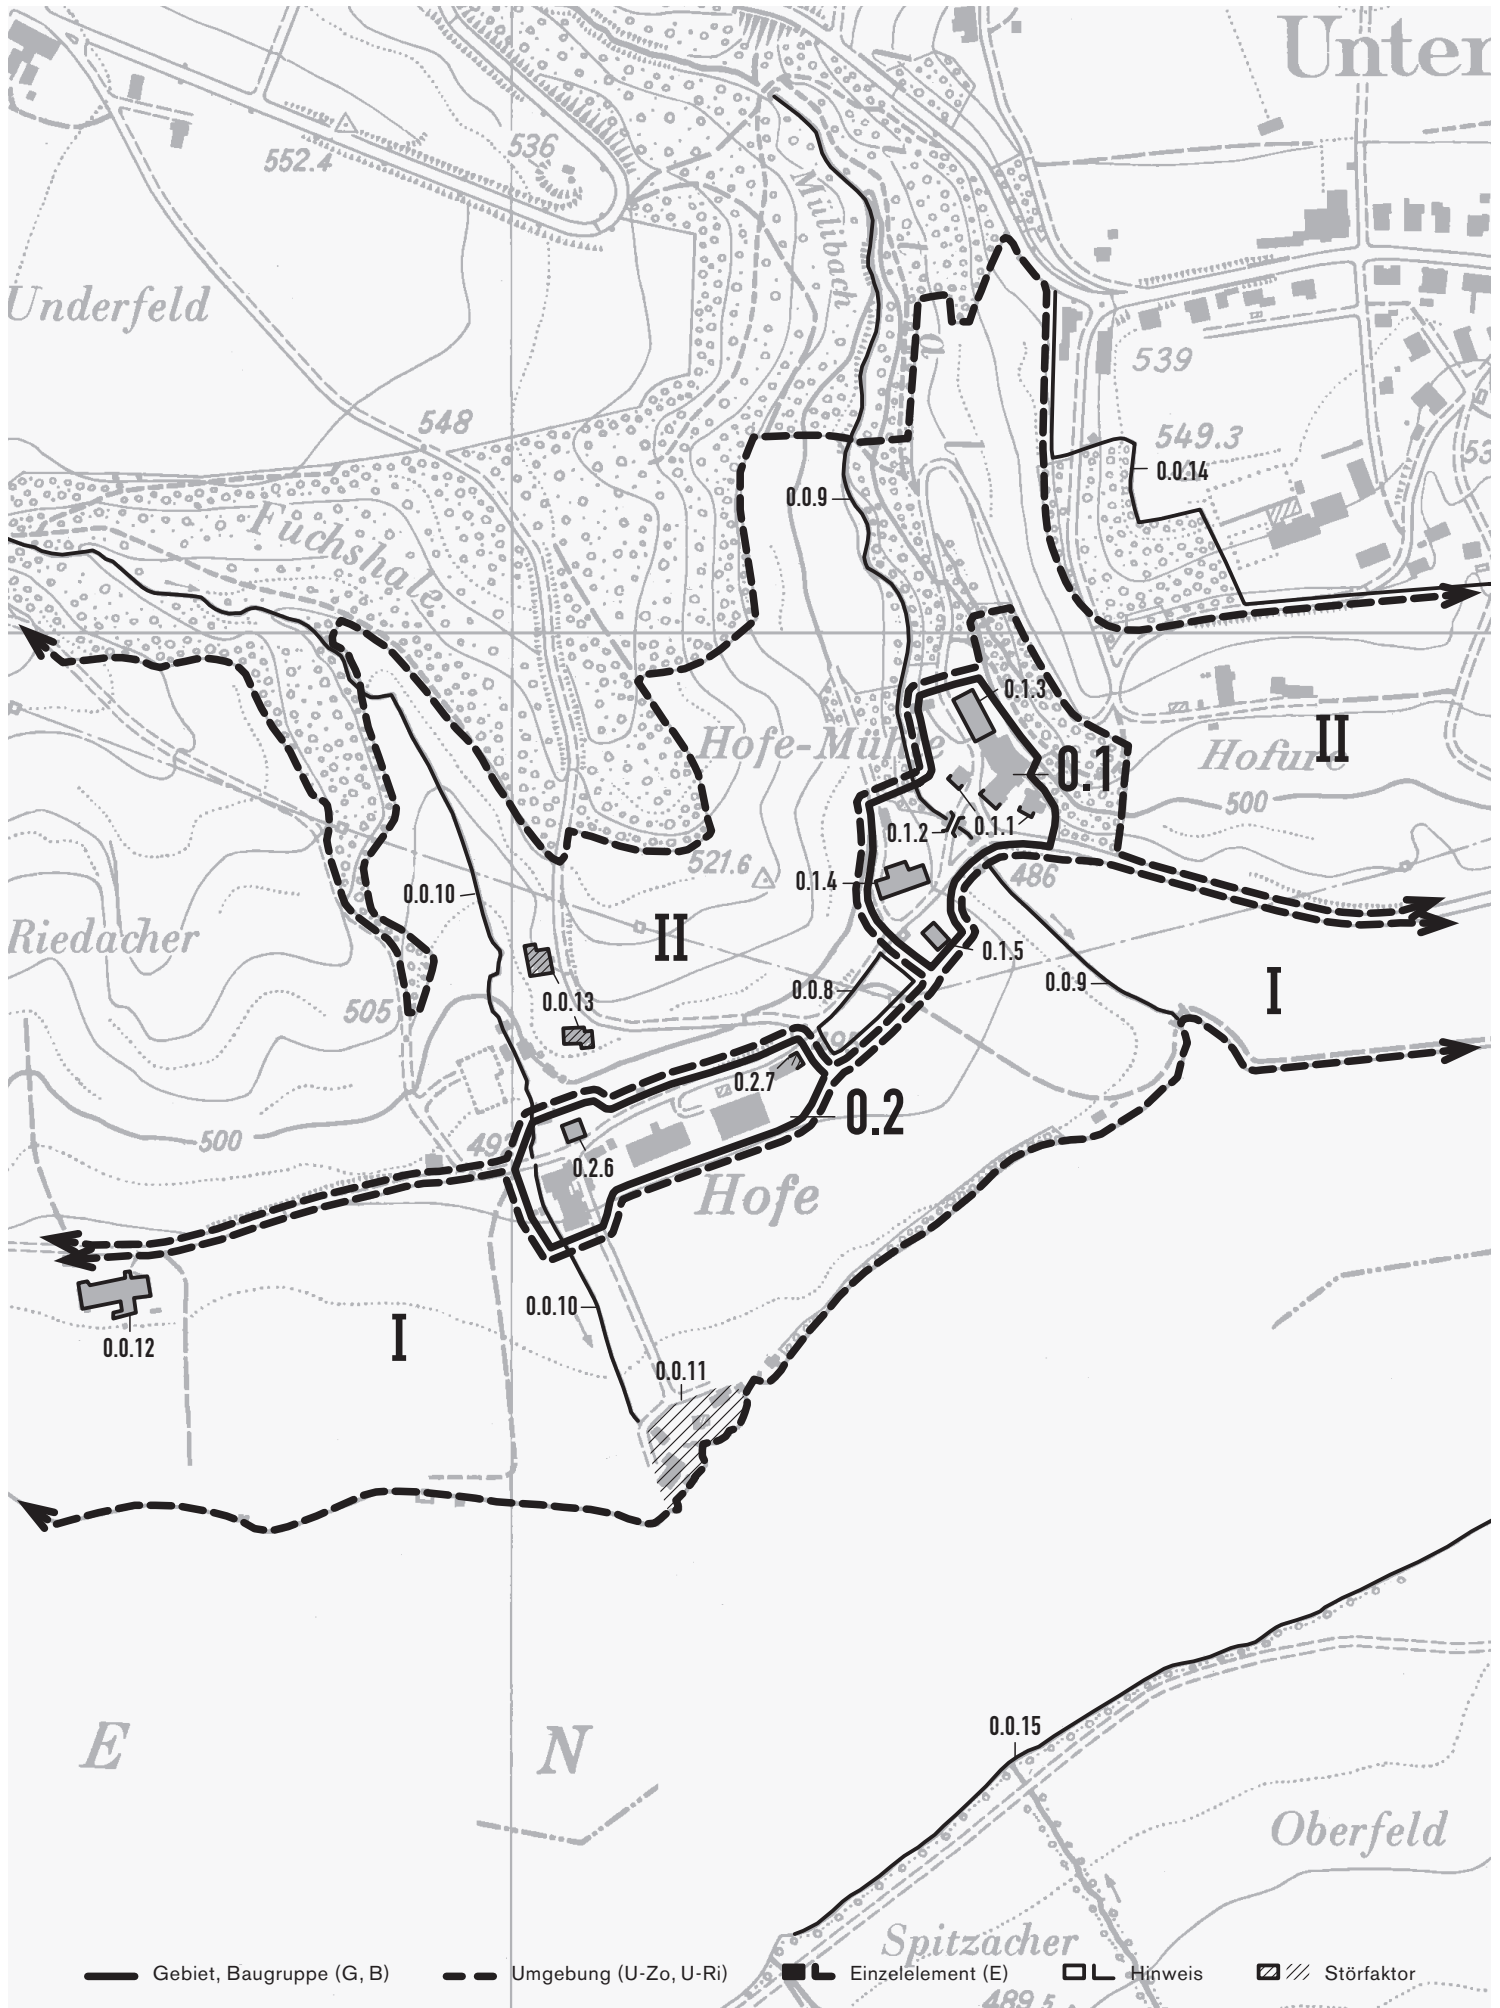 Unter
552.4
536
Mülibach
Underfeld
539
548
549.3
53
0.0.14
0.0.9
Fuchshale
0.1.3
Hofe-Mühle
II
Hofure
0.1
500
0.1.2
0.1.1
521.6
0.1.4
486
0.0.10
Riedacher
II
0.1.5
0.0.9
I
0.0.13
0.0.8
505
0.2.7
0.2
500
49
0.2.6
Hofe
0.0.10
I
0.0.12
0.0.11
0.0.15
E N
Oberfeld
Spitzacher
Gebiet, Baugruppe (G, B) Umgebung (U-Zo, U-Ri) Einzelelement (E) Hinweis Störfaktor
489.5